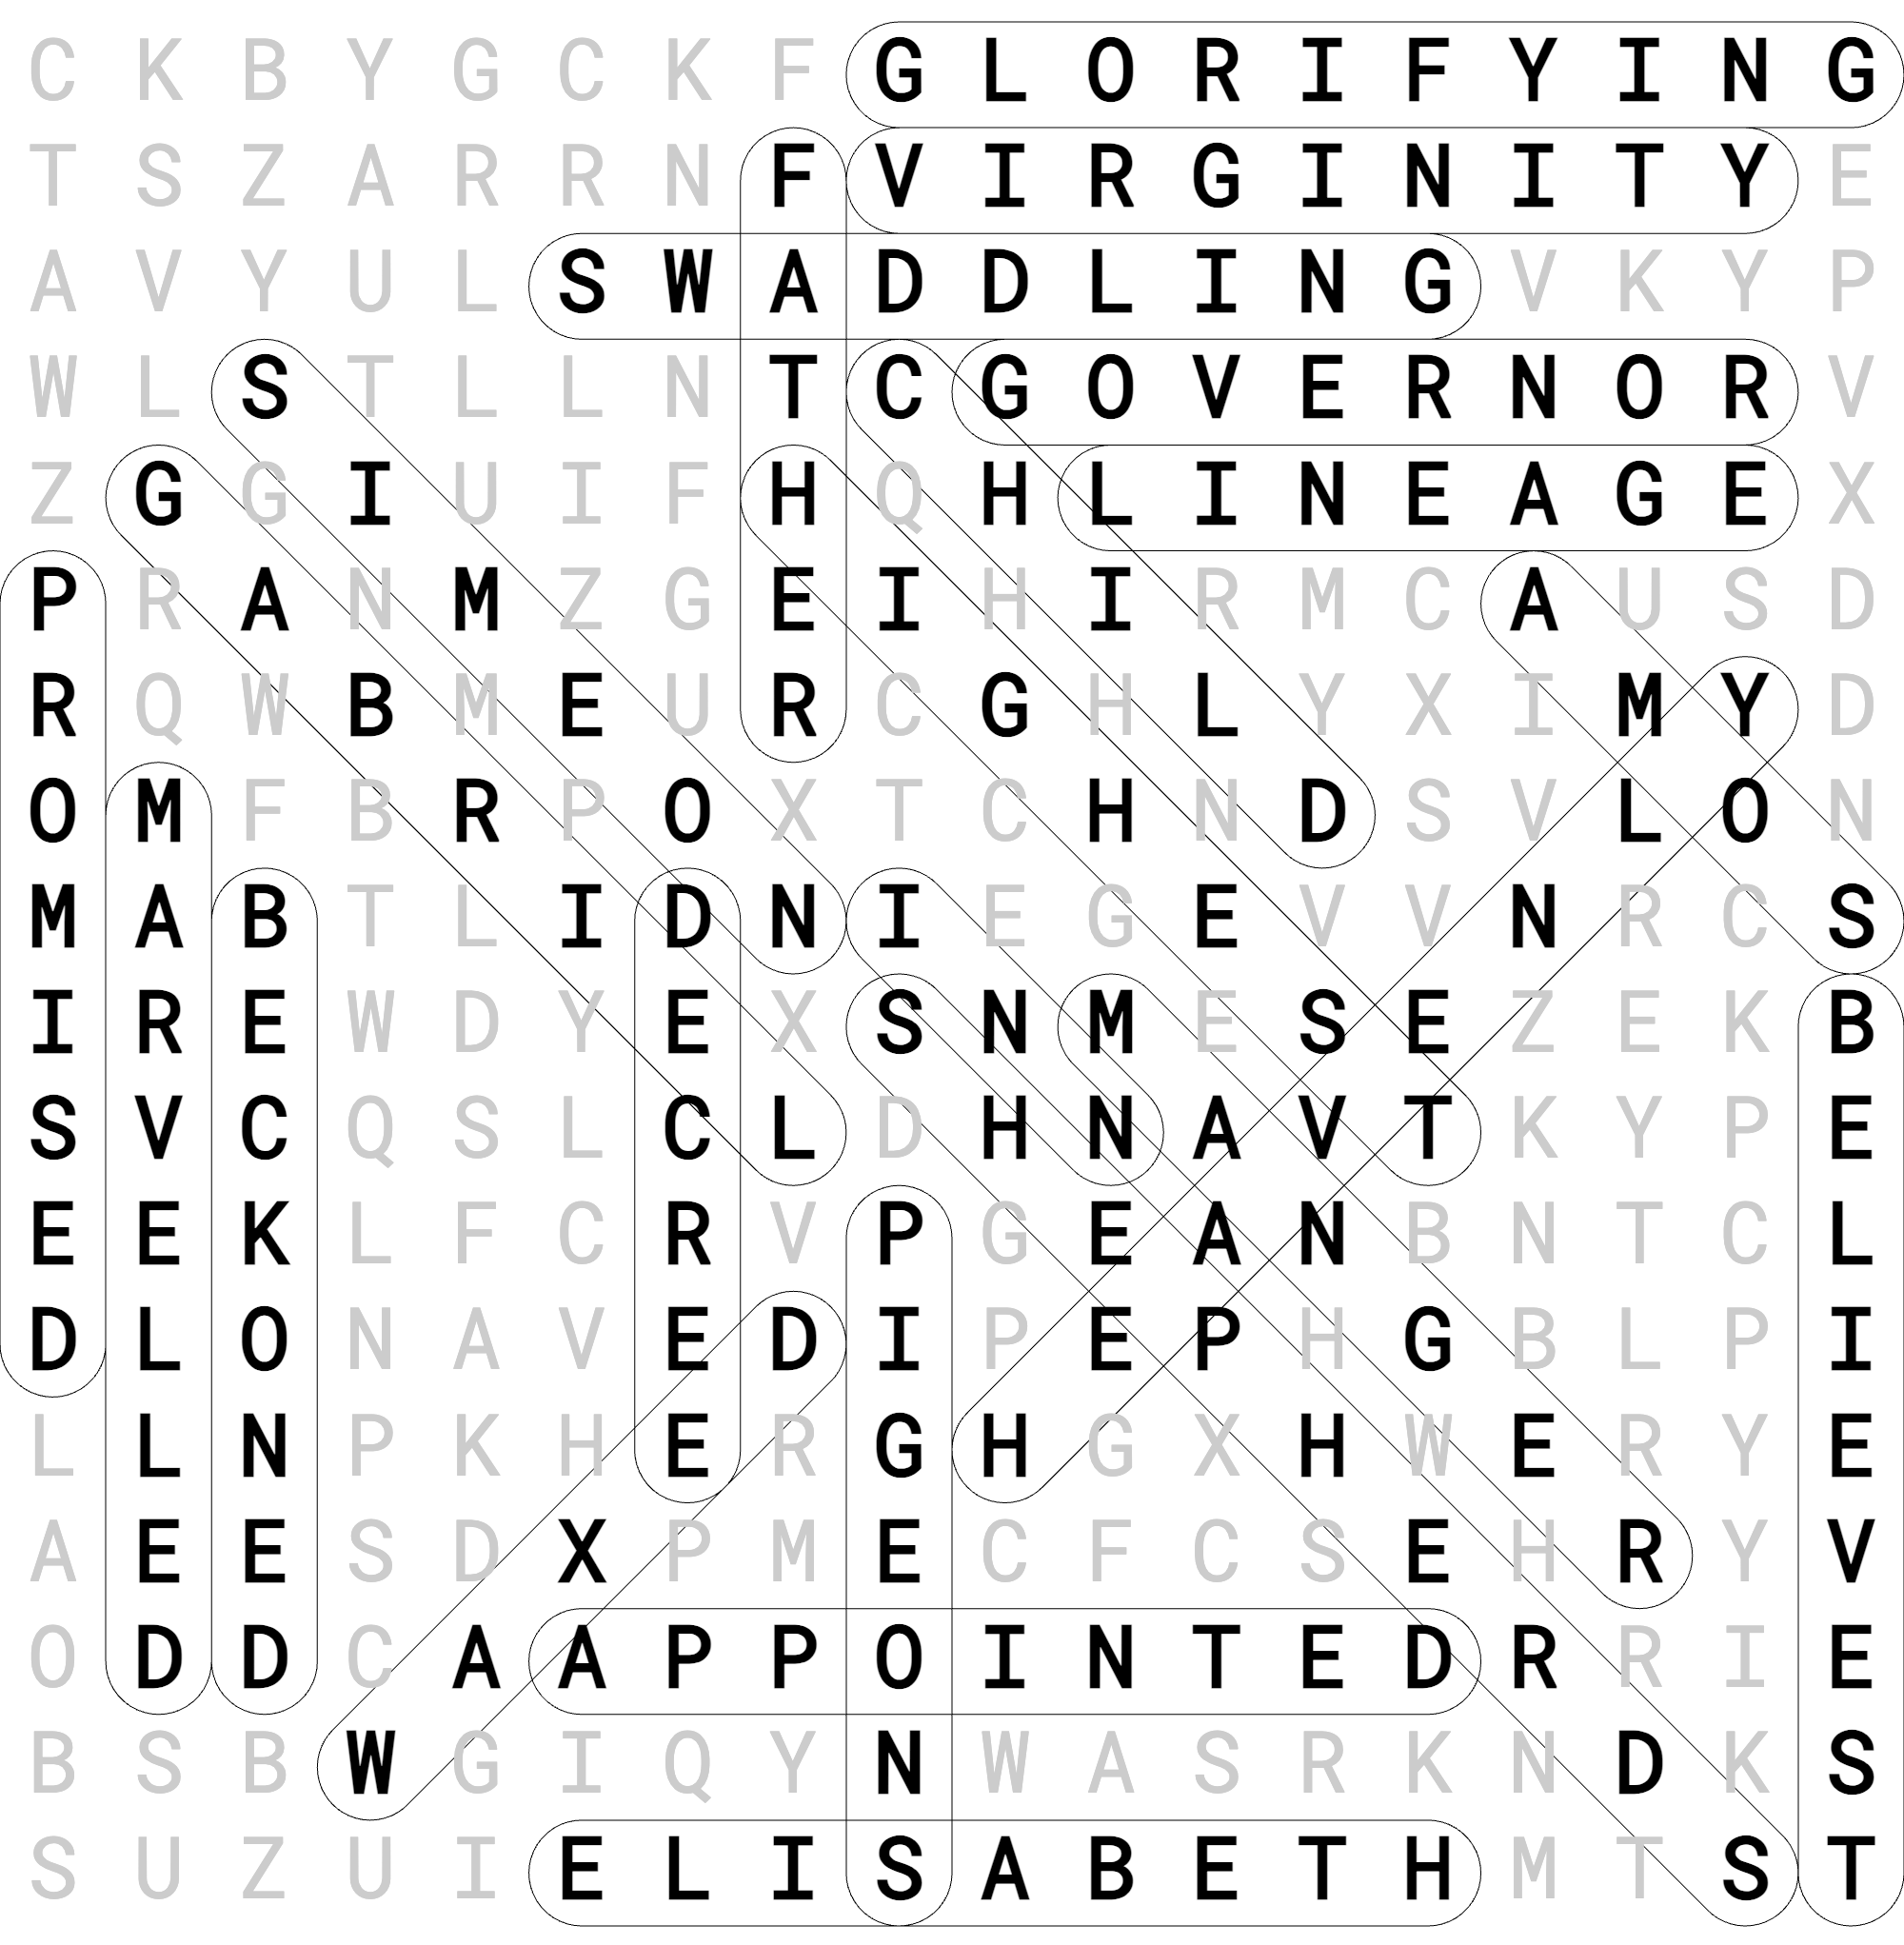 C K B Y G C K F G L O R I F Y I N G
T S Z A R R N F V I R G I N I T Y E
A V Y U L S W A D D L I N G V K Y P
W L S T L L N T C G O V E R N O R V
Z G G I U I F H Q H L I N E A G E X
P R A N M Z G E I H I R M C A U S D
R Q W B M E U R C G H L Y X I M Y D
O M F B R P O X T C H N D S V L O N
M A B T L I D N I E G E V V N R C S
I R E W D Y E X S N M E S E Z E K B
S V C Q S L C L D H N A V T K Y P E
E E K L F C R V P G E A N B N T C L
D L O N A V E D I P E P H G B L P I
L L N P K H E R G H G X H W E R Y E
A E E S D X P M E C F C S E H R Y V
O D D C A A P P O I N T E D R R I E
B S B W G I Q Y N W A S R K N D K S
S U Z U I E L I S A B E T H M T S T